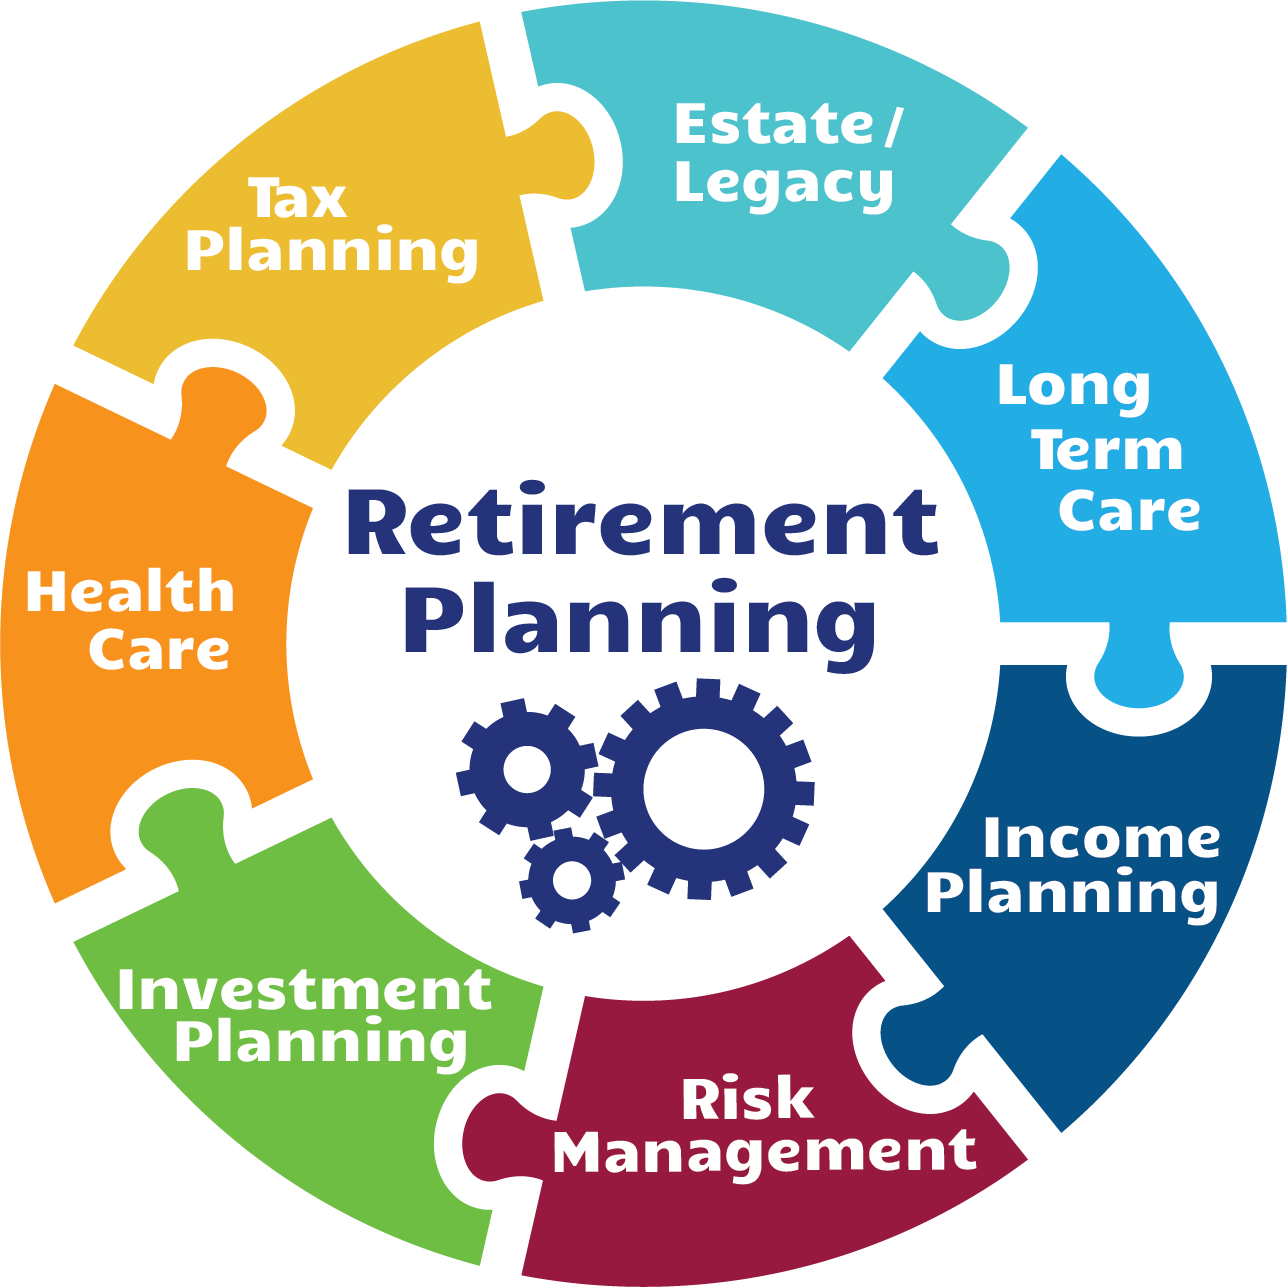 Retirement
Planning
Estate/
Legacy
Long
Term
Care
Income
Planning
Risk
Management
Investment
Planning
Health
Care
Tax
Planning